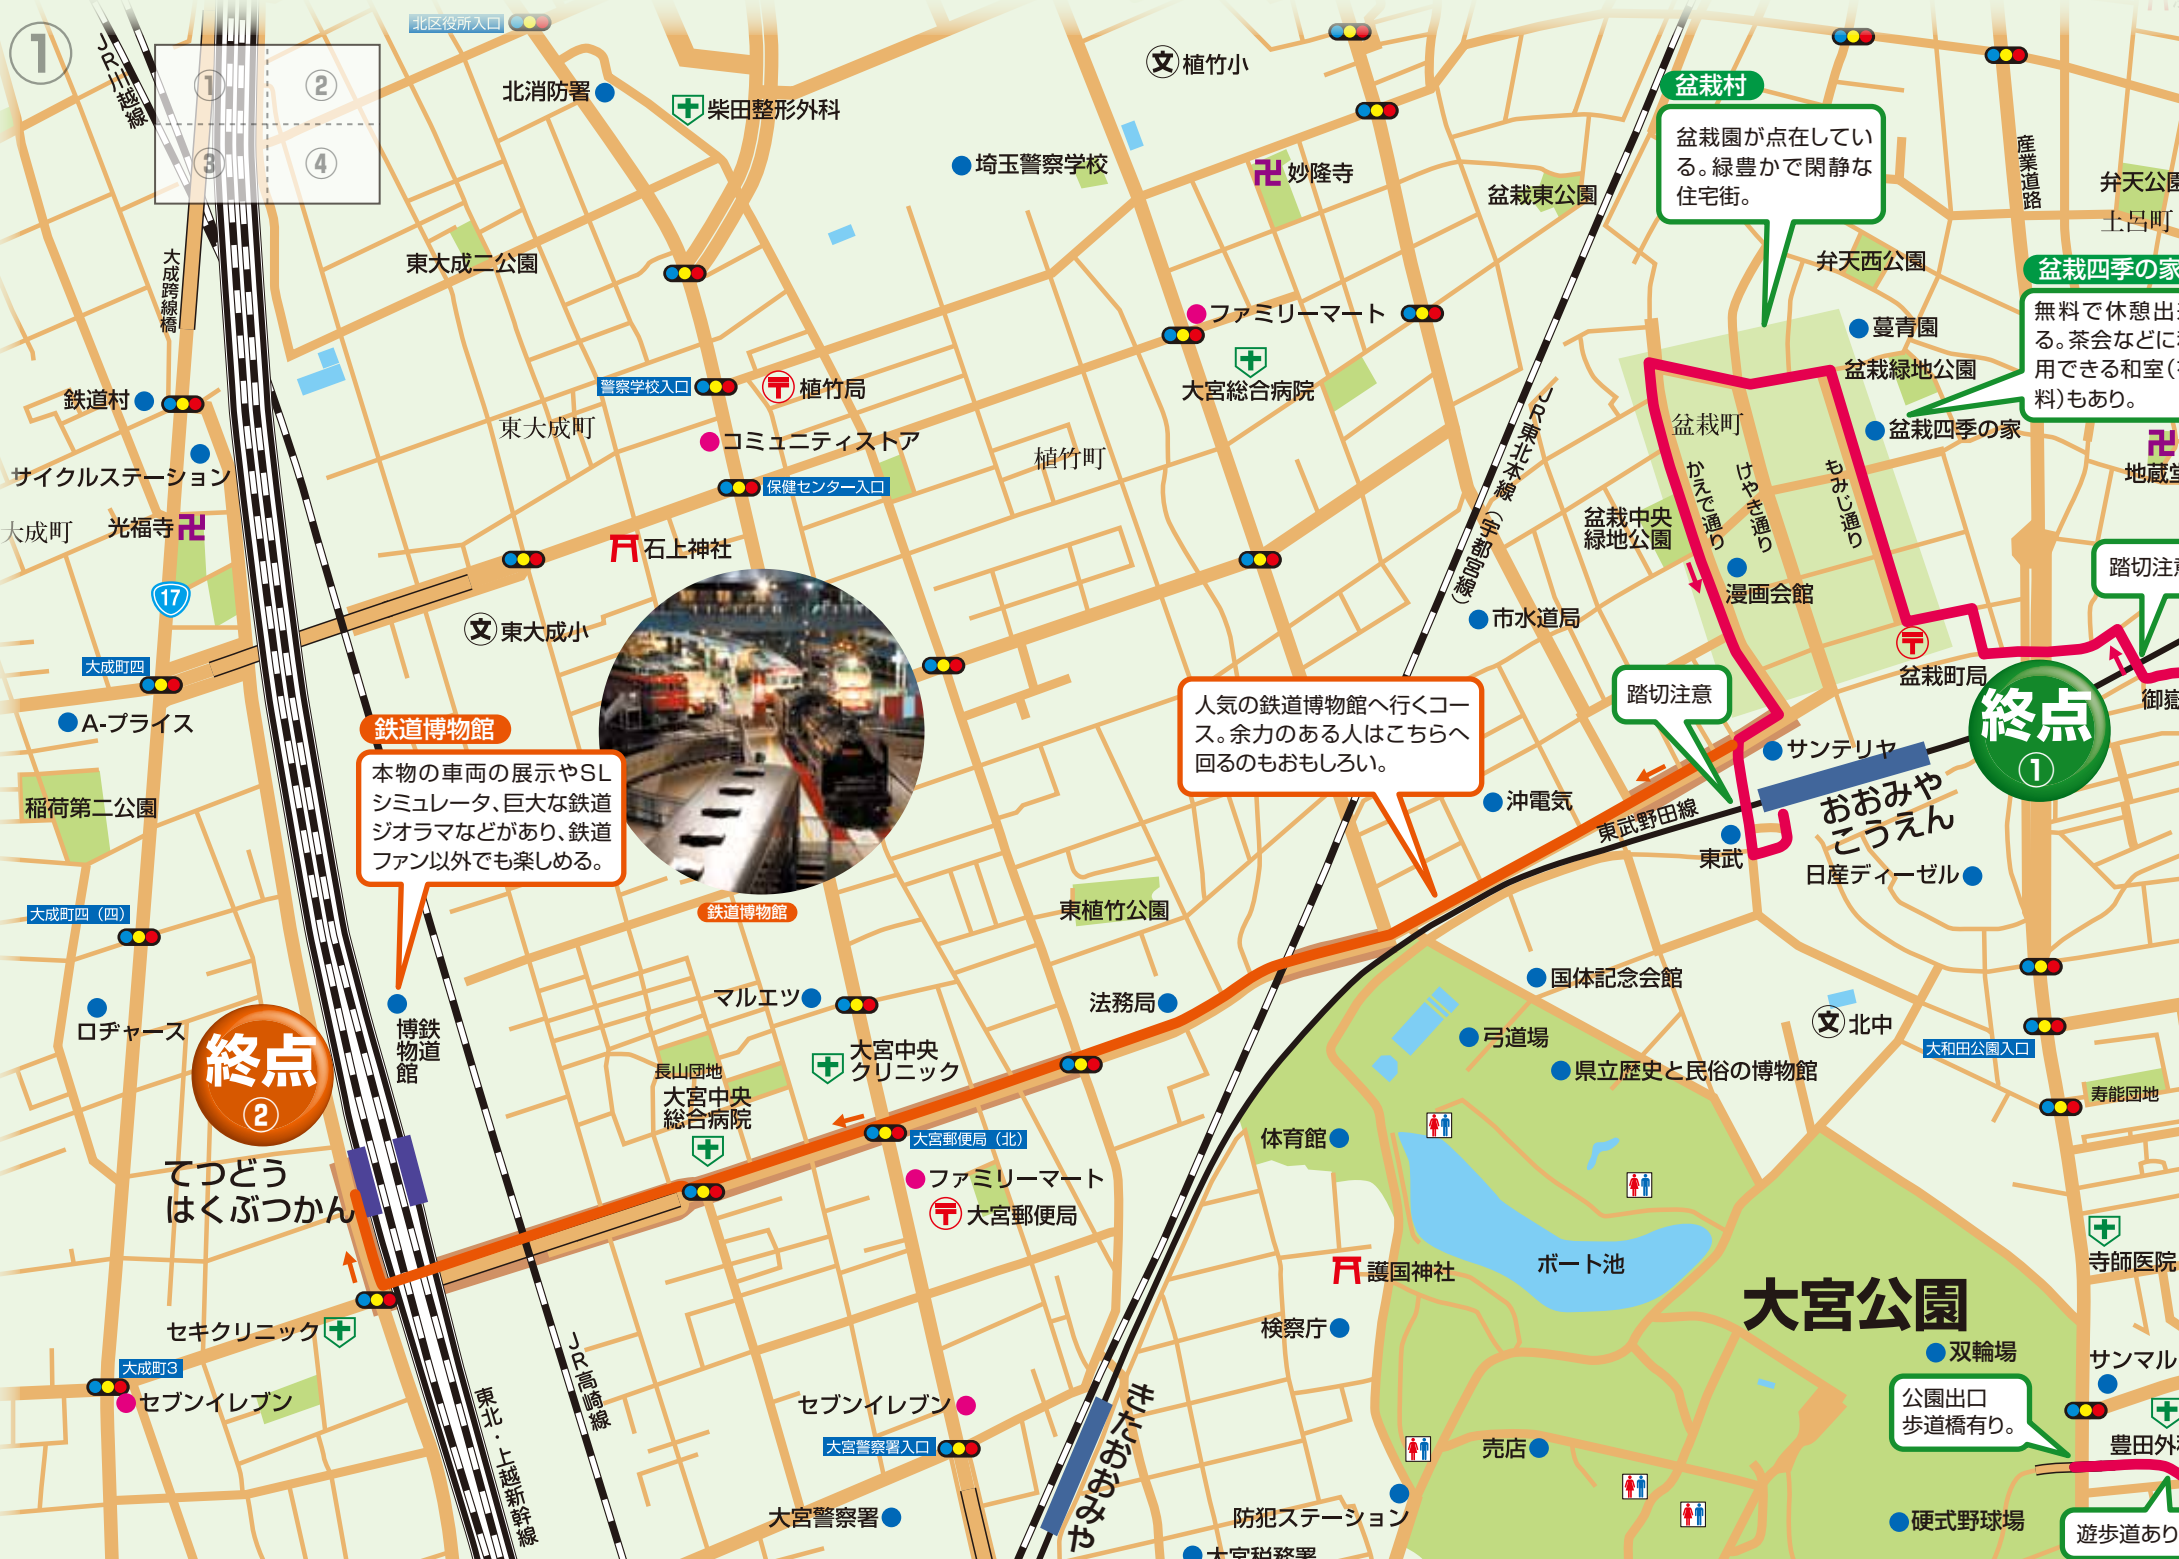 ①
①
②
③
④
JR川越線
北区役所入口
北消防署
柴田整形外科
文 植竹小
埼玉警察学校
卍 妙隆寺
盆栽東公園
盆栽村
盆栽園が点在してい
る。緑豊かで閑静な
住宅街。
産業道路
弁天公園
土呂町
弁天西公園
盆栽四季の家
無料で休憩出
る。茶会などに
用できる和室(
料)もあり。
大成跨線橋
東大成二公園
ファミリーマート
大宮総合病院
蔓青園
盆栽緑地公園
盆栽四季の家
卍
地蔵堂
鉄道村
警察学校入口
〒 植竹局
東大成町
コミュニティストア
植竹町
保健センター入口
JR東北本線(宇都宮線)
盆栽町
かえで通り
けやき通り
もみじ通り
サイクルステーション
大成町
光福寺 卍
石上神社
盆栽中央
緑地公園
漫画会館
踏切注意
17
文 東大成小
市水道局
〒
盆栽町局
御嶽
大成町四
A-プライス
鉄道博物館
本物の車両の展示やSL
シミュレータ、巨大な鉄道
ジオラマなどがあり、鉄道
ファン以外でも楽しめる。
鉄道博物館
人気の鉄道博物館へ行くコー
ス。余力のある人はこちらへ
回るのもおもしろい。
踏切注意
終点
①
サンテリヤ
おおみや
こうえん
沖電気
東武野田線
東武
日産ディーゼル
稲荷第二公園
大成町四(四)
東植竹公園
ロヂャース
終点
②
鉄道
博物館
マルエツ
法務局
国体記念会館
弓道場
文 北中
大和田公園入口
県立歴史と民俗の博物館
寿能団地
長山団地
大宮中央
総合病院
大宮中央
クリニック
大宮郵便局(北)
体育館
てつどう
はくぶつかん
ファミリーマート
〒 大宮郵便局
護国神社
ボート池
寺師医院
大宮公園
検察庁
双輪場
サンマル
セキクリニック
大成町3
セブンイレブン
JR高崎線
東北・上越新幹線
セブンイレブン
大宮警察署入口
きたおおみや
公園出口
歩道橋有り。
豊田外科
売店
大宮警察署
防犯ステーション
大宮税務署
硬式野球場
遊歩道あり